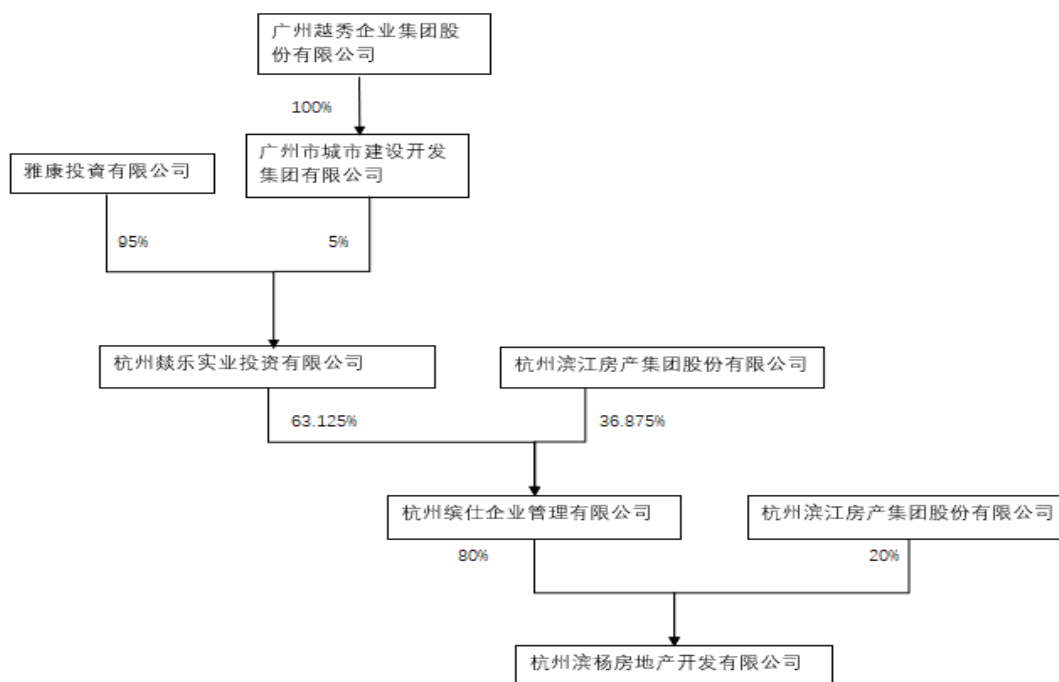 广州越秀企业集团股
份有限公司
100%
广州市城市建设开发
集团有限公司
雅康投資有限公司
95%
5%
杭州燚乐实业投资有限公司
杭州滨江房产集团股份有限公司
63.125%
36.875%
杭州缤仕企业管理有限公司
杭州滨江房产集团股份有限公司
80%
20%
杭州滨杨房地产开发有限公司